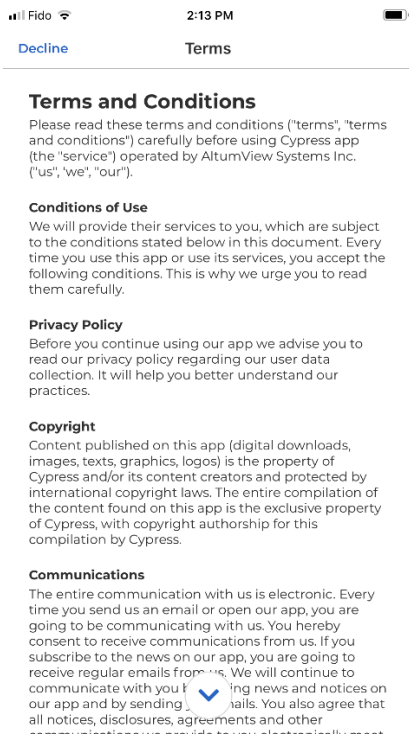 Fido
2:13 PM
Decline
Terms
Terms and Conditions
Please read these terms and conditions ("terms", "terms
and conditions") carefully before using Cypress app
(the "service") operated by AltumView Systems Inc.
("us", 'we", "our").
Conditions of Use
We will provide their services to you, which are subject
to the conditions stated below in this document. Every
time you use this app or use its services, you accept the
following conditions. This is why we urge you to read
them carefully.
Privacy Policy
Before you continue using our app we advise you to
read our privacy policy regarding our user data
collection. It will help you better understand our
practices.
Copyright
Content published on this app (digital downloads,
images, texts, graphics, logos) is the property of
Cypress and/or its content creators and protected by
international copyright laws. The entire compilation of
the content found on this app is the exclusive property
of Cypress, with copyright authorship for this
compilation by Cypress.
Communications
The entire communication with us is electronic. Every
time you send us an email or open our app, you are
going to be communicating with us. You hereby
consent to receive communications from us. If you
subscribe to the news on our app, you are going to
receive regular emails from us. We will continue to
communicate with you news and notices on
our app and by sending. You also agree that
all notices, disclosures, agreements and other
communications we provide to you electronically meet